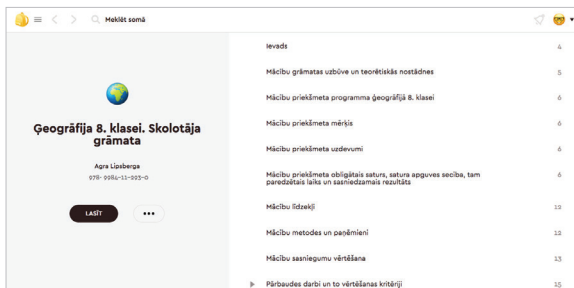 Meklēt somā
Ģeogrāfija 8. klasei. Skolotāja
grāmata
Agra Lipsberga
978- 9984-11-223-0
LASĪT
Ievads 4
Mācību grāmatas uzbūve un teorētiskās nostādnes 5
Mācību priekšmeta programma ģeogrāfijā 8. klasei 6
Mācību priekšmeta mērķis 6
Mācību priekšmeta uzdevumi 6
Mācību priekšmeta obligātais saturs, satura apguves secība, tam 6
paredzētais laiks un sasniedzamais rezultāts
Mācību līdzekļi 12
Mācību metodes un paņēmieni 12
Mācību sasniegumu vērtēšana 13
Pārbaudes darbi un to vērtēšanas kritēriji 15